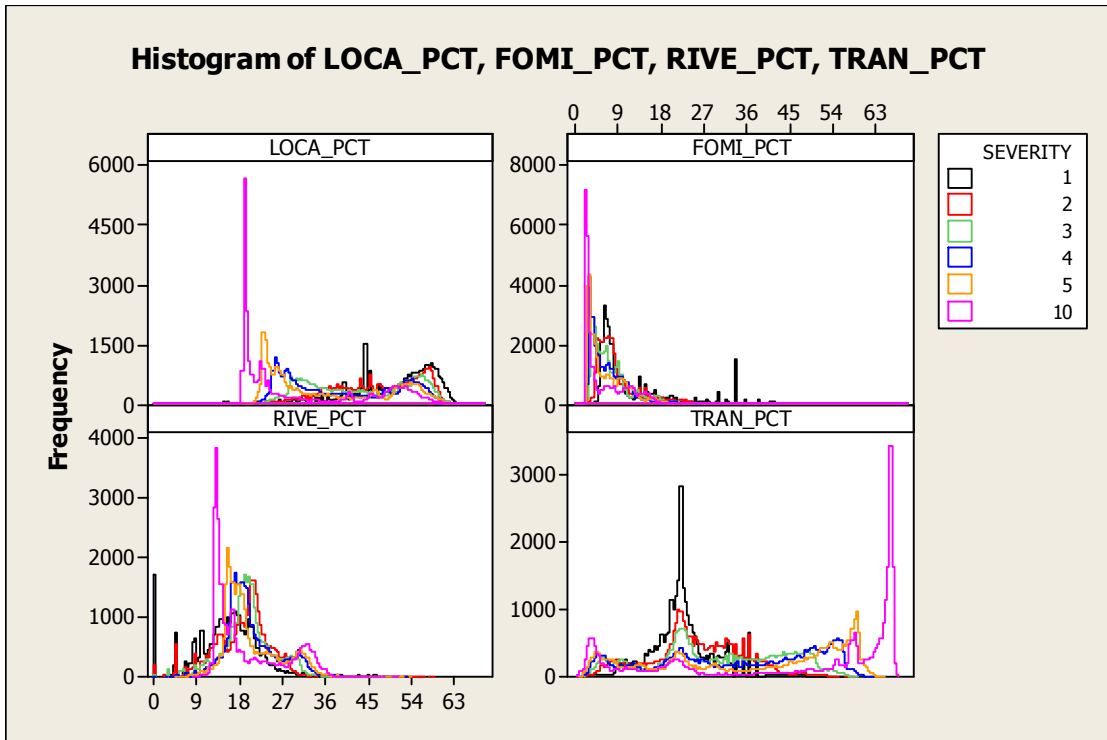 Histogram of LOCA_PCT, FOMI_PCT, RIVE_PCT, TRAN_PCT
0 9 18 27 36 45 54 63
LOCA_PCT
FOMI_PCT
6000
4500
3000
1500
0
8000
6000
4000
2000
0
SEVERITY
1
2
3
4
5
10
Frequency
RIVE_PCT
TRAN_PCT
4000
3000
2000
1000
0
3000
2000
1000
0
0 9 18 27 36 45 54 63